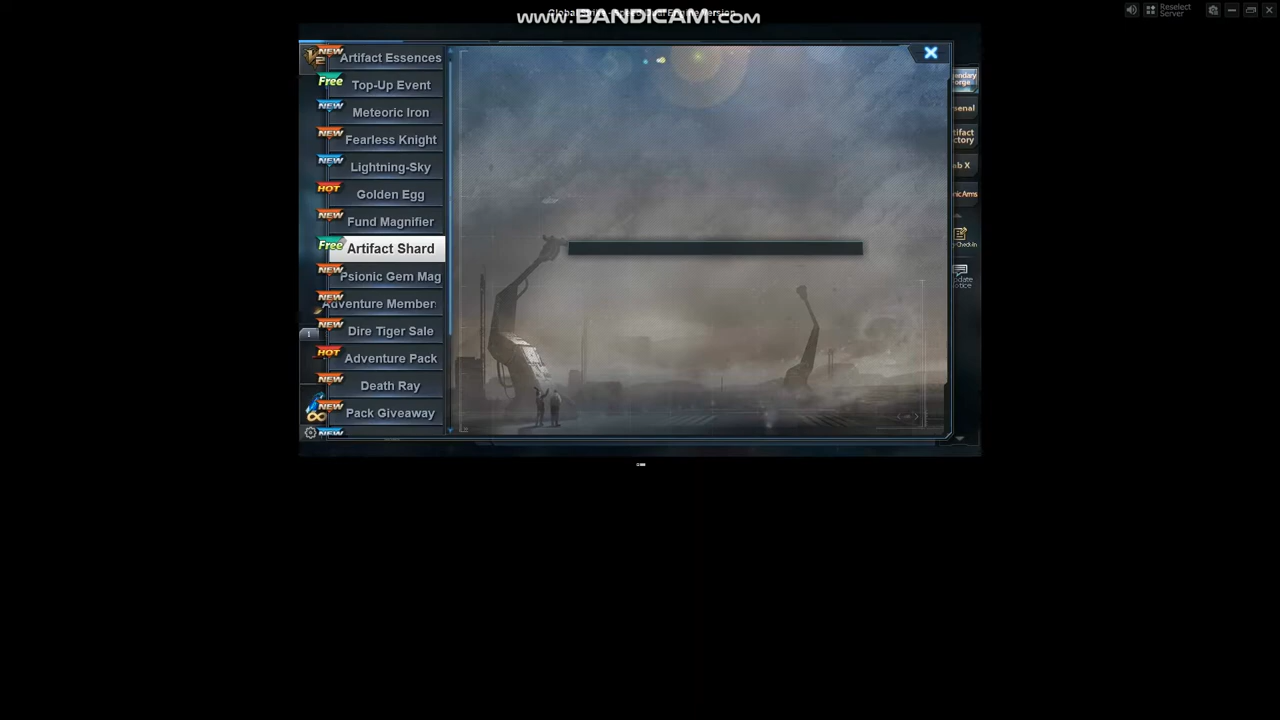 www.BANDICAM.com
Reselect
Server
NEW Artifact Essences
Free Top-Up Event
NEW Meteoric Iron
NEW Fearless Knight
NEW Lightning-Sky
HOT Golden Egg
NEW Fund Magnifier
Free Artifact Shard
NEW Psionic Gem Mag
NEW Adventure Member
NEW Dire Tiger Sale
HOT Adventure Pack
NEW Death Ray
NEW Pack Giveaway
NEW
1